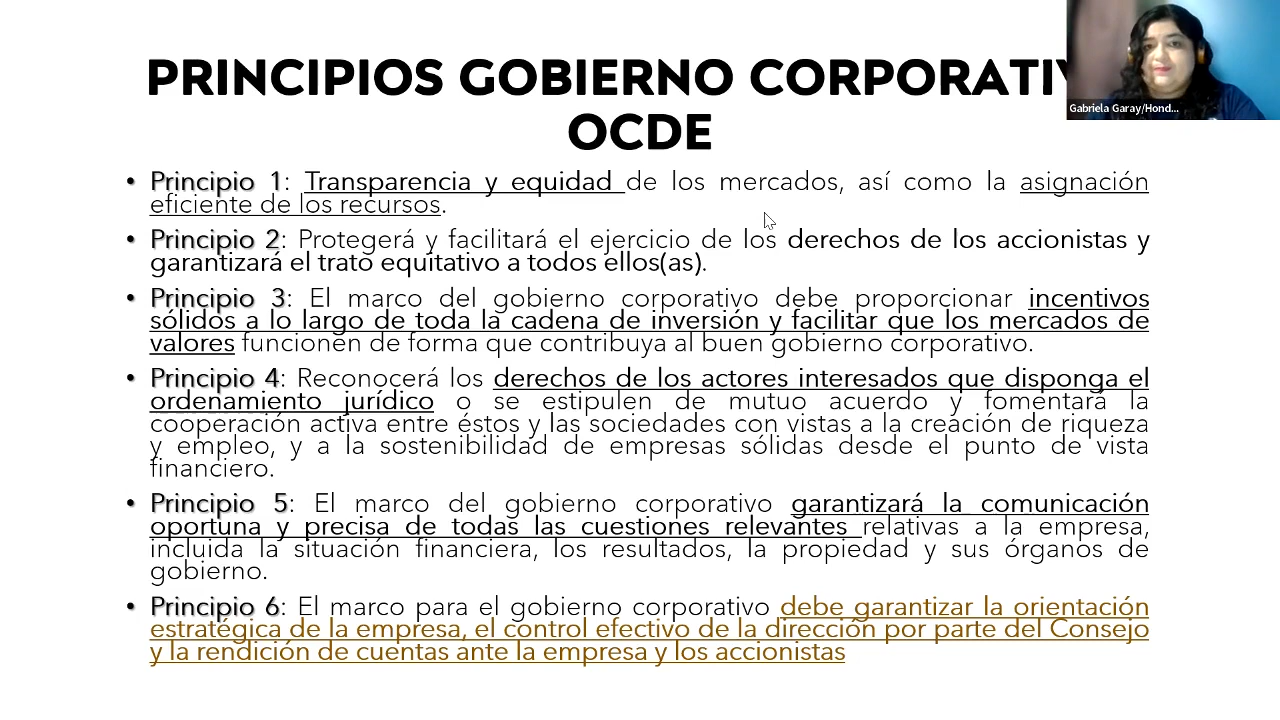 PRINCIPIOS GOBIERNO CORPORATIV
OCDE
Gabriela Garay/Hond...
• Principio 1: Transparencia y equidad de los mercados, así como la asignación
eficiente de los recursos.
• Principio 2: Protegerá y facilitará el ejercicio de los derechos de los accionistas y
garantizará el trato equitativo a todos ellos(as).
• Principio 3: El marco del gobierno corporativo debe proporcionar incentivos
sólidos a lo largo de toda la cadena de inversión y facilitar que los mercados de
valores funcionen de forma que contribuya al buen gobierno corporativo.
• Principio 4: Reconocerá los derechos de los actores interesados que disponga el
ordenamiento jurídico o se estipulen de mutuo acuerdo y fomentará la
cooperación activa entre éstos y las sociedades con vistas a la creación de riqueza
y empleo, y a la sostenibilidad de empresas sólidas desde el punto de vista
financiero.
• Principio 5: El marco del gobierno corporativo garantizará la comunicación
oportuna y precisa de todas las cuestiones relevantes relativas a la empresa,
incluida la situación financiera, los resultados, la propiedad y sus órganos de
gobierno.
• Principio 6: El marco para el gobierno corporativo debe garantizar la orientación
estratégica de la empresa, el control efectivo de la dirección por parte del Consejo
y la rendición de cuentas ante la empresa y los accionistas